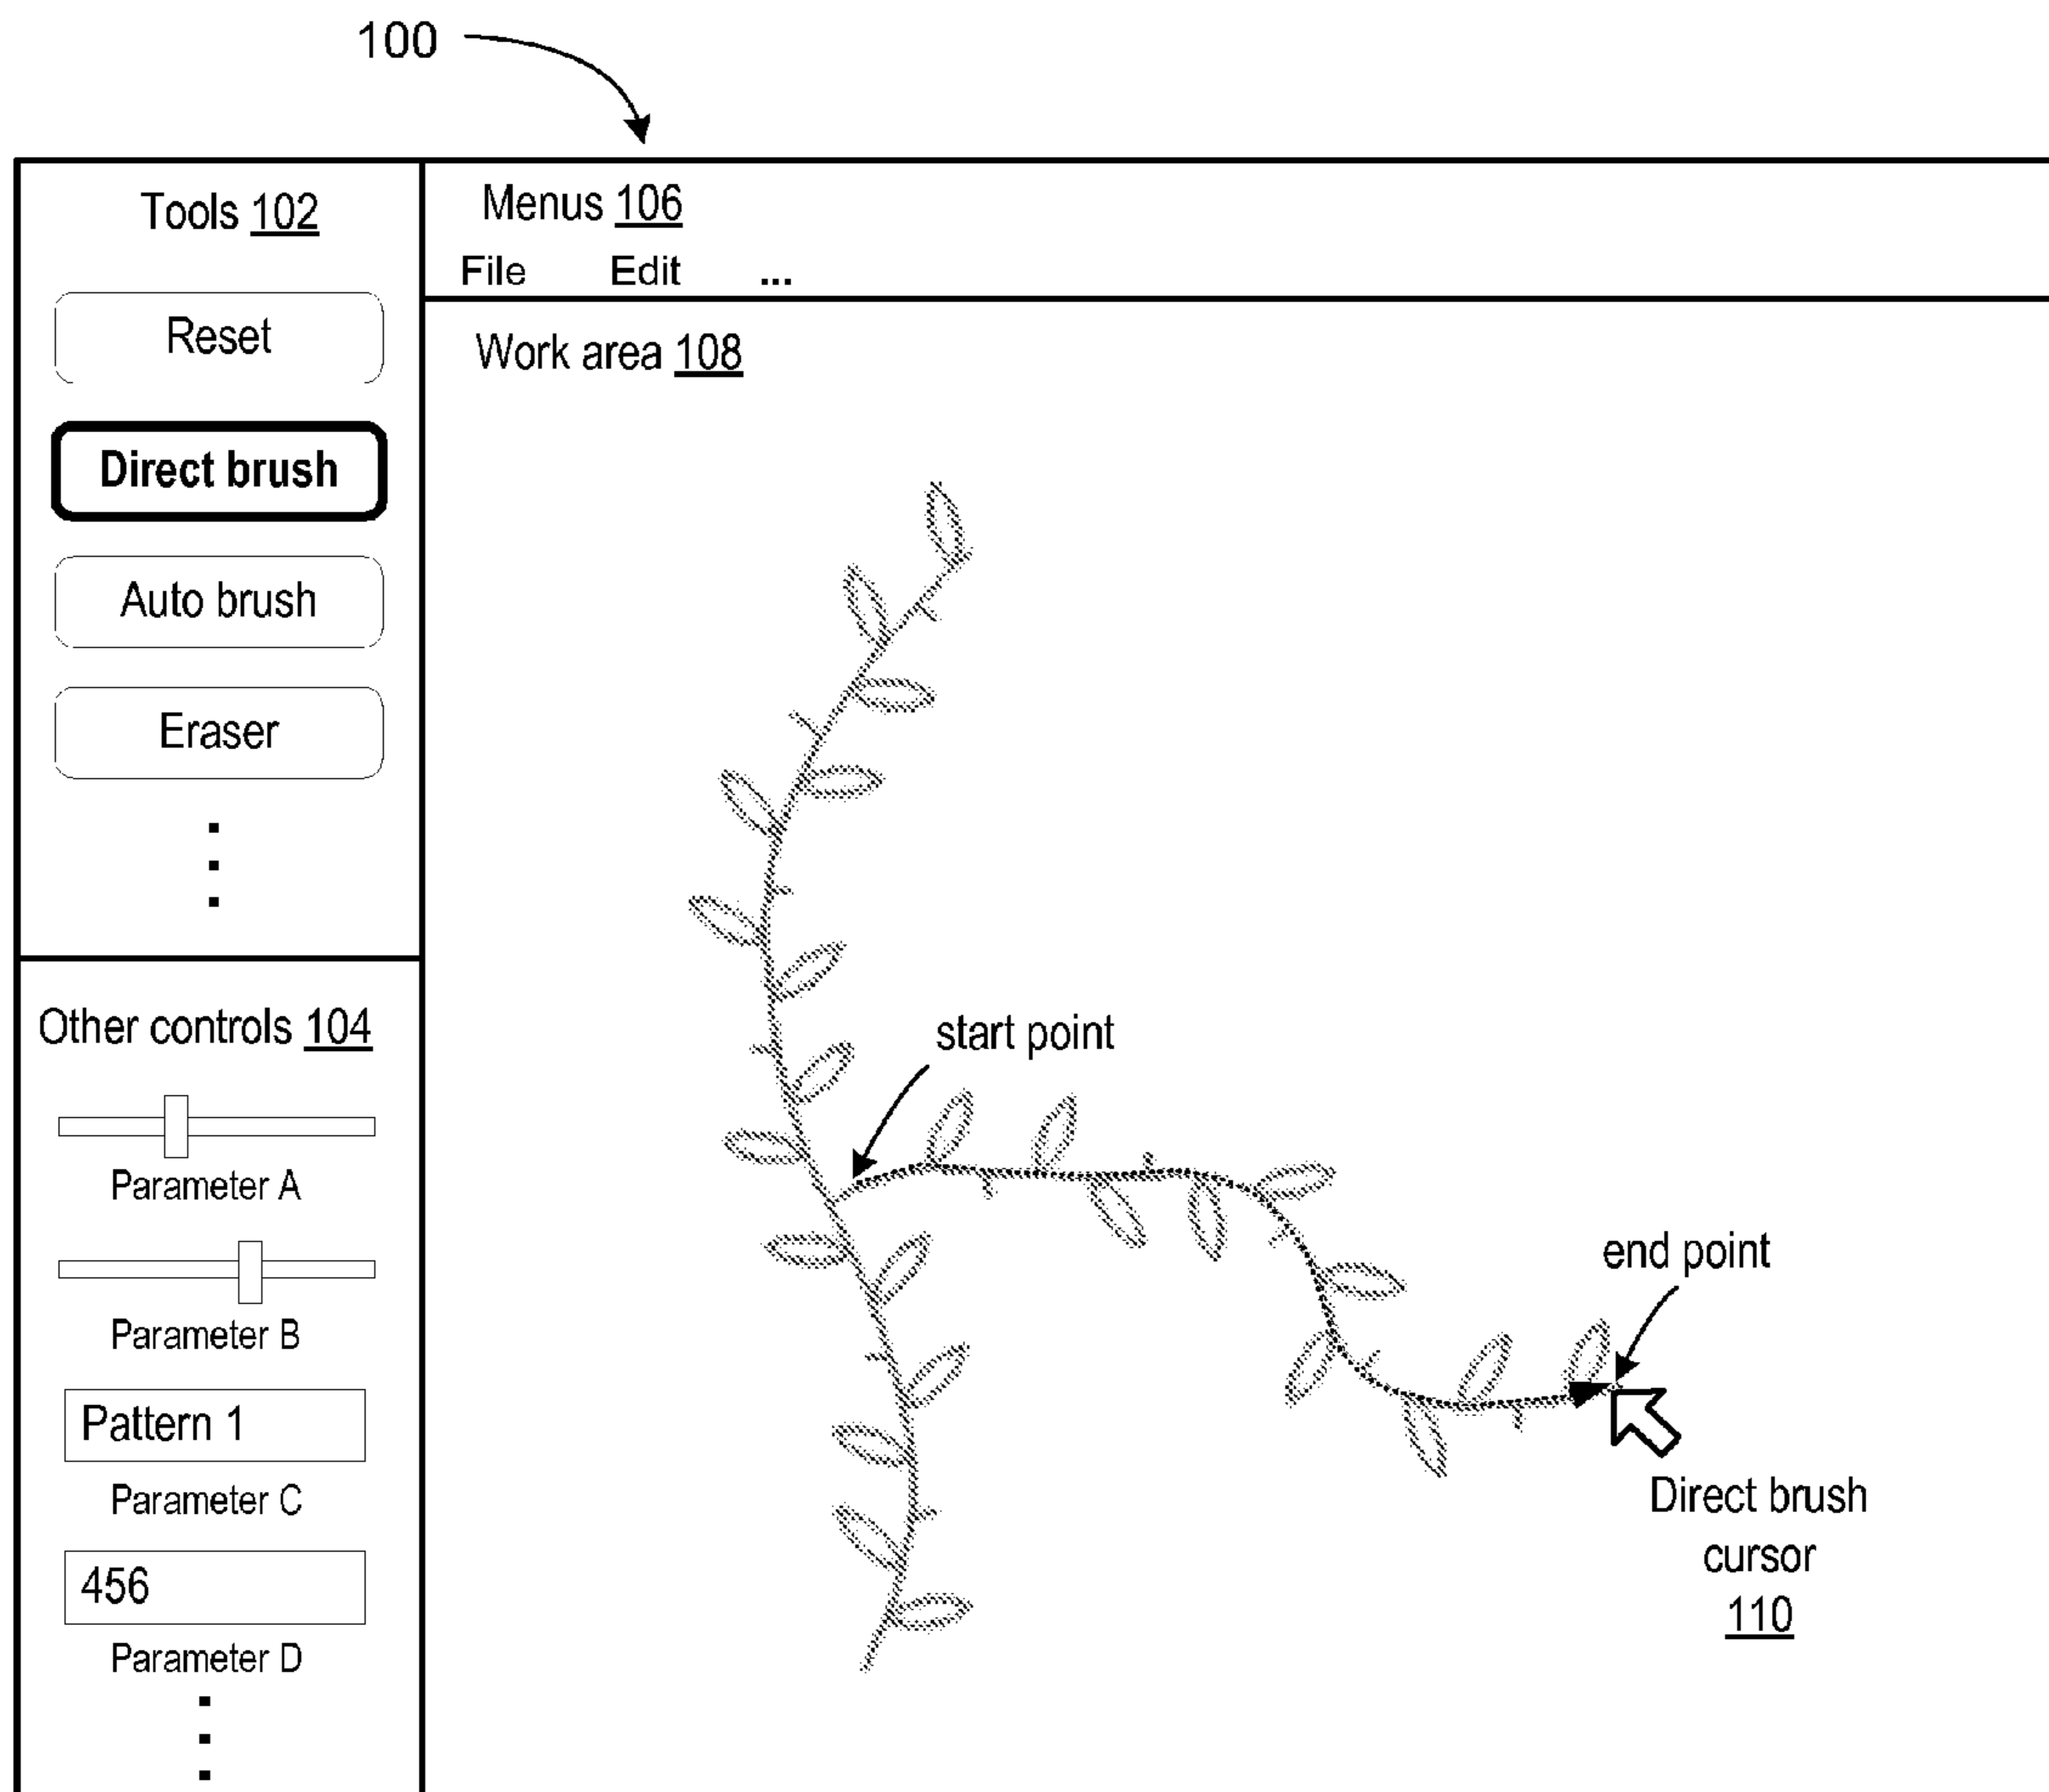 100
Tools 102
Reset
Direct brush
Auto brush
Eraser
Other controls 104
Parameter A
Parameter B
Pattern 1
Parameter C
456
Parameter D
Menus 106
File Edit ...
Work area 108
start point
end point
Direct brush
cursor
110